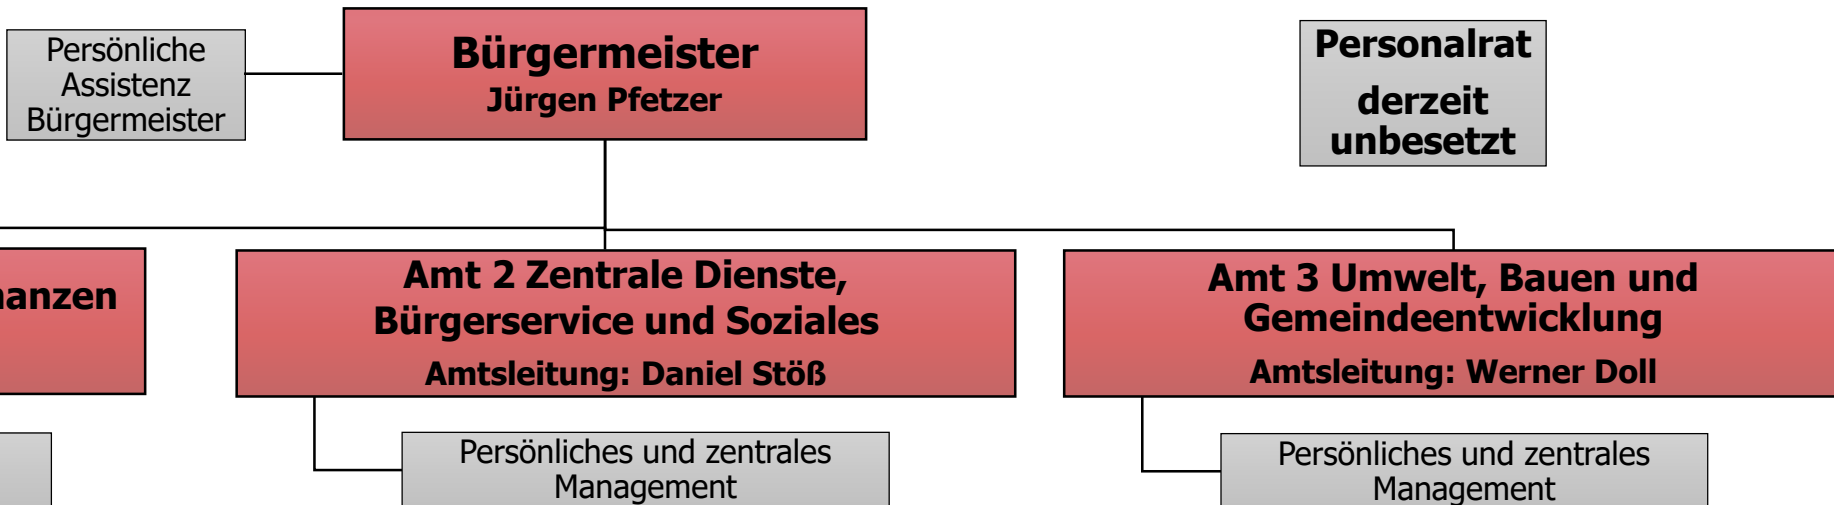 Persönliche
Assistenz
Bürgermeister
Bürgermeister
Jürgen Pfetzer
Personalrat
derzeit
unbesetzt
Amt 2 Zentrale Dienste,
Bürgerservice und Soziales
Amtsleitung: Daniel Stöß
Amt 3 Umwelt, Bauen und
Gemeindeentwicklung
Amtsleitung: Werner Doll
Persönliches und zentrales
Management
Persönliches und zentrales
Management